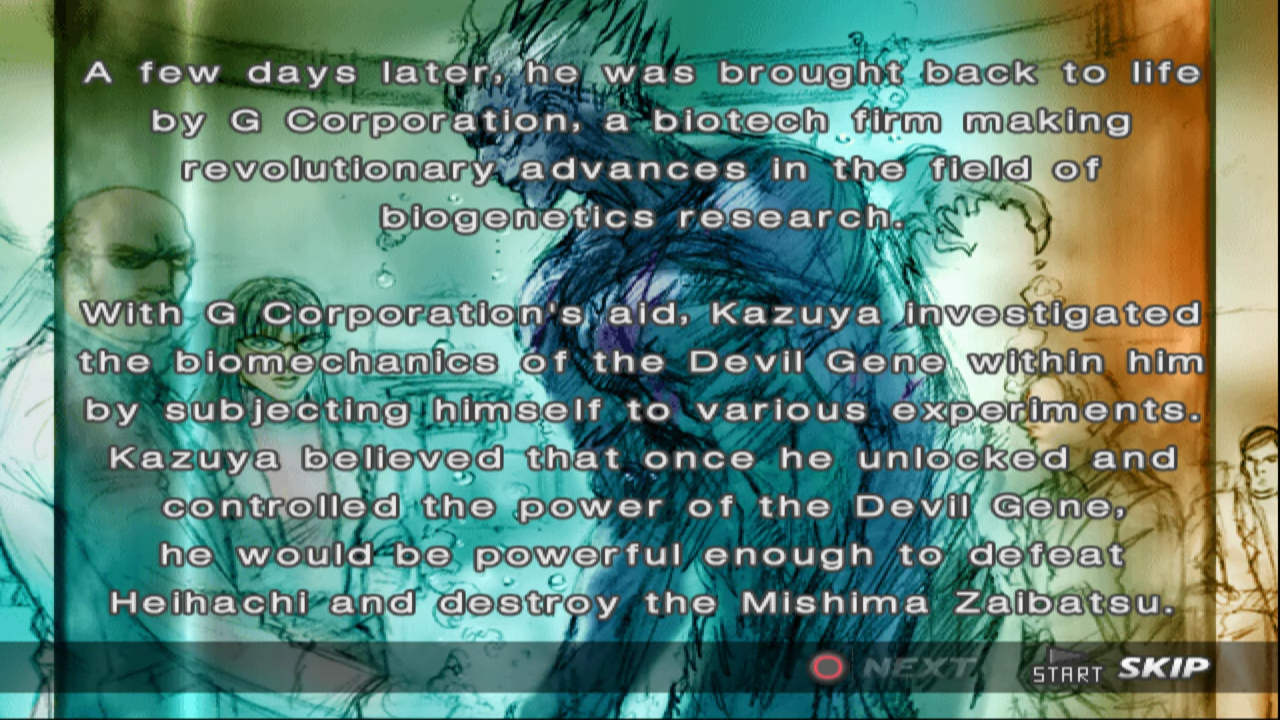 A few days later, he was brought back to life
by G Corporation, a biotech firm making
revolutionary advances in the field of
biogenetics research.
With G Corporation's aid, Kazuya investigated
the biomechanics of the Devil Gene within him
by subjecting himself to various experiments.
Kazuya believed that once he unlocked and
controlled the power of the Devil Gene,
he would be powerful enough to defeat
Heihachi and destroy the Mishima Zaibatsu.
NEXT START SKIP